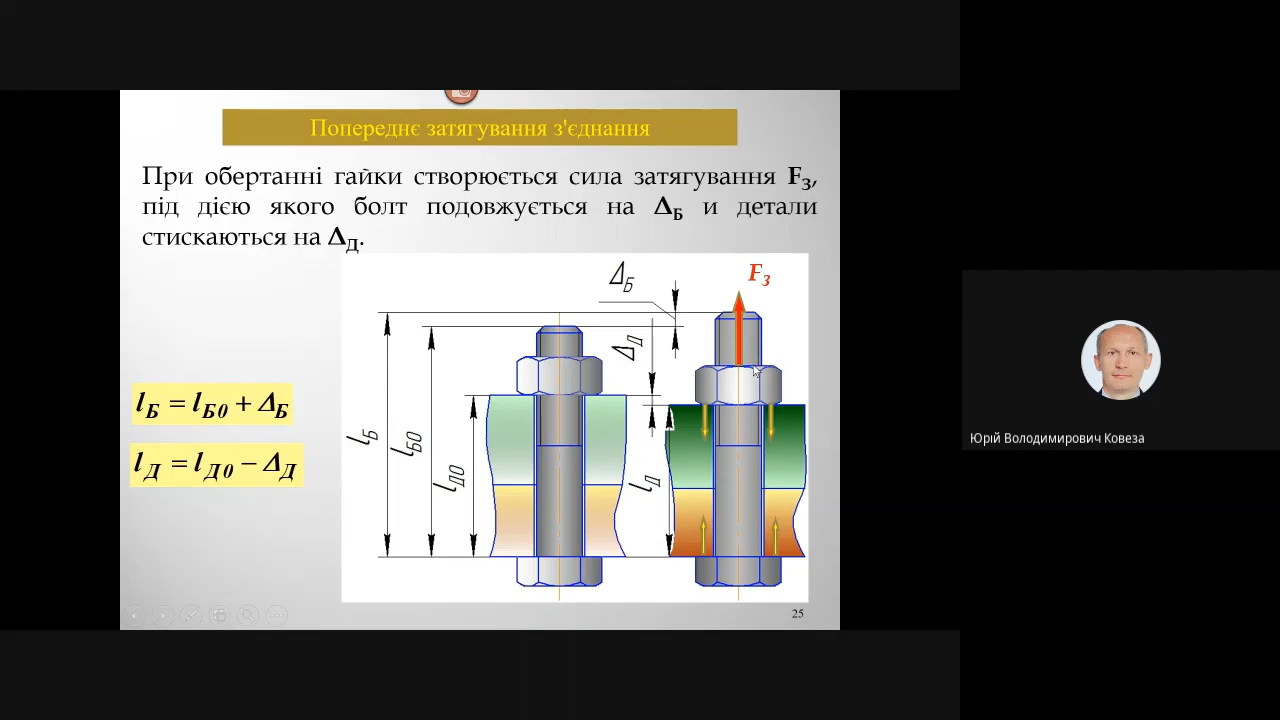 Попереднє затягування з'єднання
При обертанні гайки створюється сила затягування FЗ,
під дією якого болт подовжується на ΔБ и детали
стискаються на ΔД.
ΔБ
FЗ
ΔД
lБ = lБ0 + ΔБ
lД = lД0 − ΔД
lБ
lБ0
lД0
lД
25
Юрій Володимирович Ковеза